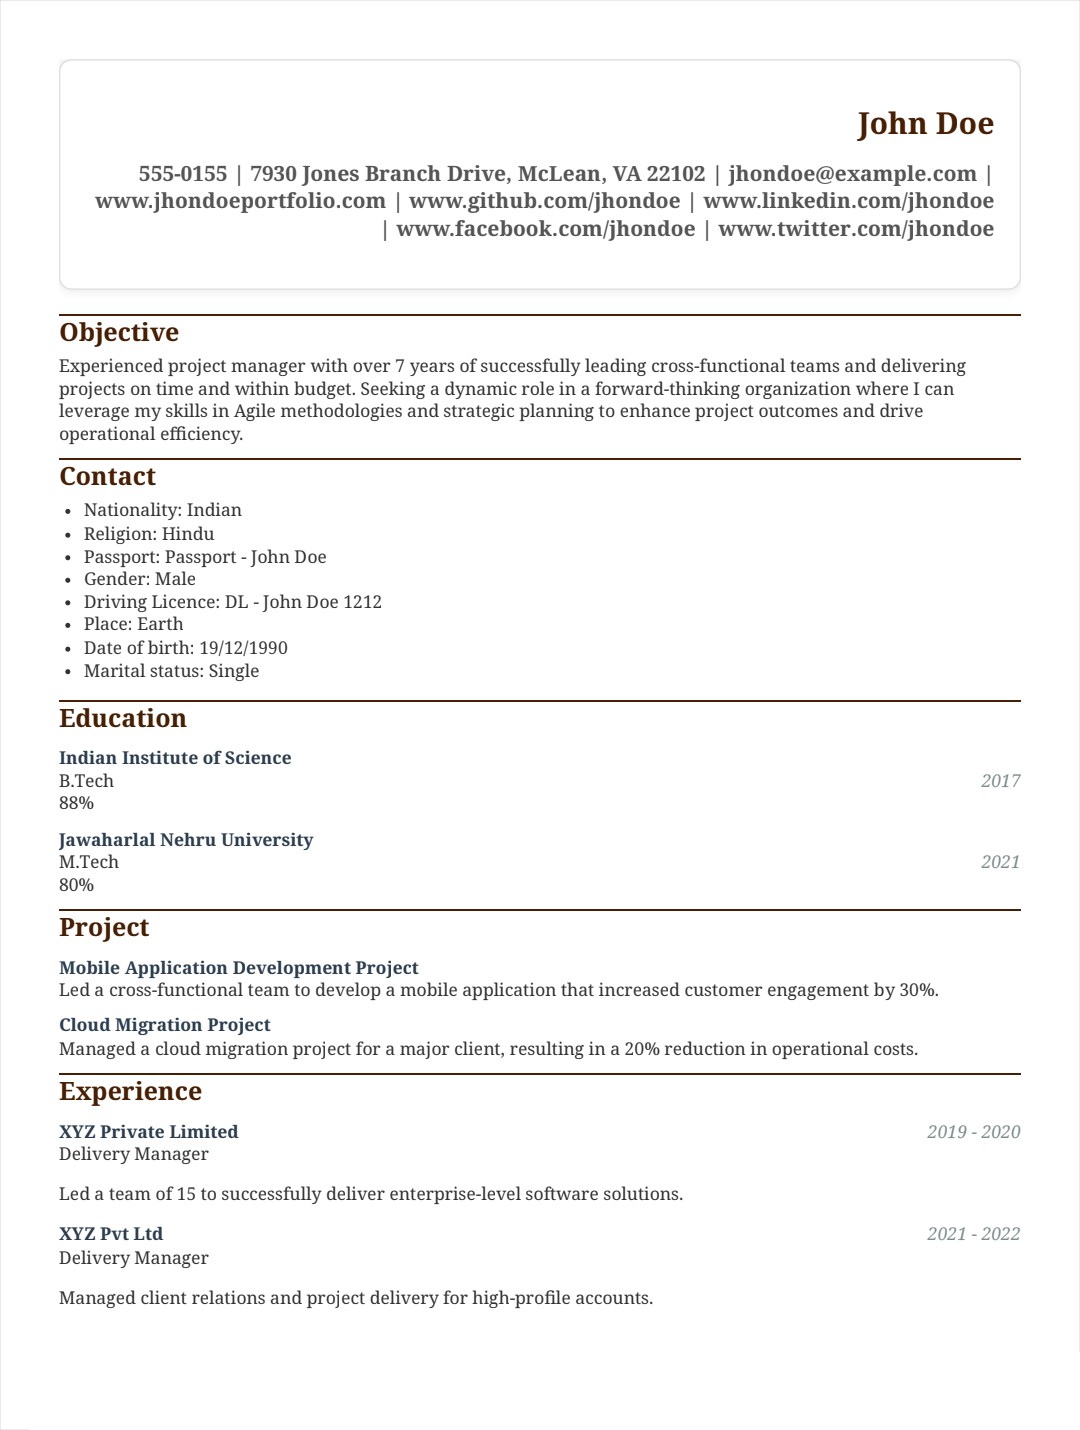 John Doe
555-0155 | 7930 Jones Branch Drive, McLean, VA 22102 | jhondoe@example.com |
www.jhondoeportfolio.com | www.github.com/jhondoe | www.linkedin.com/jhondoe
| www.facebook.com/jhondoe | www.twitter.com/jhondoe
Objective
Experienced project manager with over 7 years of successfully leading cross-functional teams and delivering
projects on time and within budget. Seeking a dynamic role in a forward-thinking organization where I can
leverage my skills in Agile methodologies and strategic planning to enhance project outcomes and drive
operational efficiency.
Contact
• Nationality: Indian
• Religion: Hindu
• Passport: Passport - John Doe
• Gender: Male
• Driving Licence: DL - John Doe 1212
• Place: Earth
• Date of birth: 19/12/1990
• Marital status: Single
Education
Indian Institute of Science
B.Tech 2017
88%
Jawaharlal Nehru University
M.Tech 2021
80%
Project
Mobile Application Development Project
Led a cross-functional team to develop a mobile application that increased customer engagement by 30%.
Cloud Migration Project
Managed a cloud migration project for a major client, resulting in a 20% reduction in operational costs.
Experience
XYZ Private Limited 2019 - 2020
Delivery Manager
Led a team of 15 to successfully deliver enterprise-level software solutions.
XYZ Pvt Ltd 2021 - 2022
Delivery Manager
Managed client relations and project delivery for high-profile accounts.